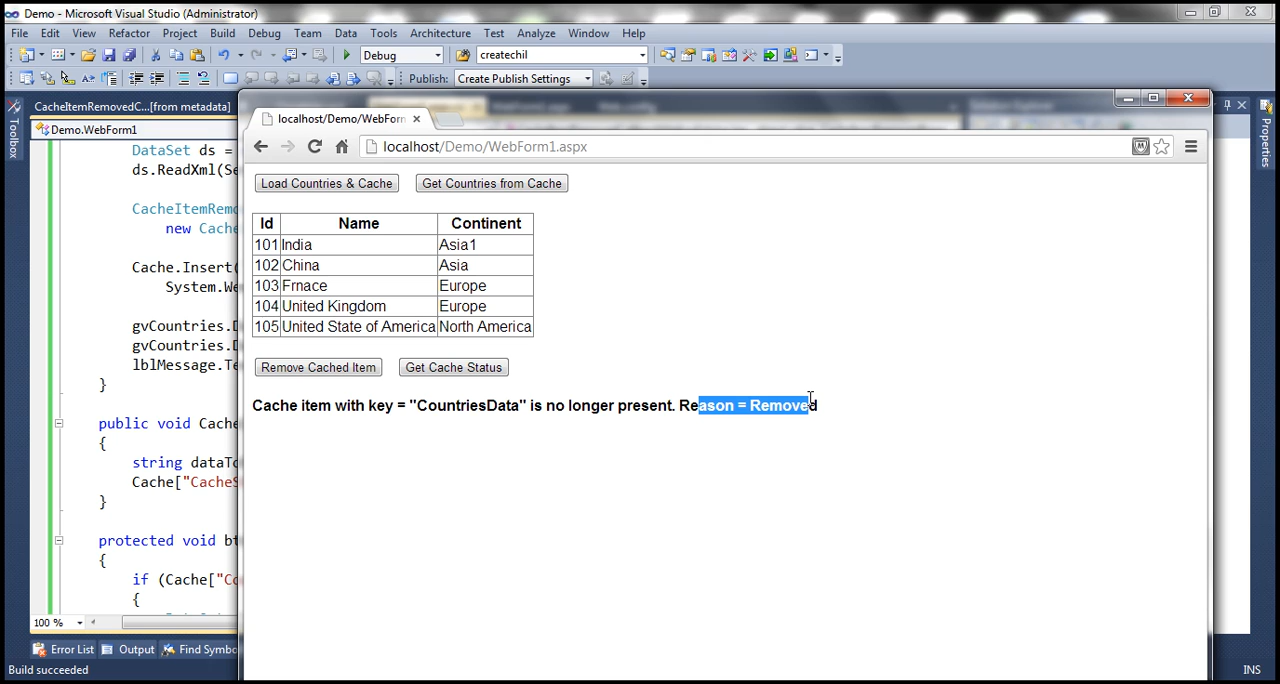 Demo - Microsoft Visual Studio (Administrator)
File Edit View Refactor Project Build Debug Team Data Tools Architecture Test Analyze Window Help
Debug createchil
Publish: Create Publish Settings
CacheItemRemovedC...[from metadata]
Demo.WebForm1
Toolbox
Properties
DataSet ds =
ds.ReadXml(Se
CacheItemRemo
new Cache
Cache.Insert(
System.We
gvCountries.D
gvCountries.D
lblMessage.Te
}
public void Cache
{
string dataTo
Cache["CacheS
}
protected void bt
{
if (Cache["Co
{
100 %
Error List Output Find Symbo
Build succeeded
INS
localhost/Demo/WebForn
localhost/Demo/WebForm1.aspx
Load Countries & Cache Get Countries from Cache
Id Name Continent
101 India Asia1
102 China Asia
103 Frnace Europe
104 United Kingdom Europe
105 United State of America North America
Remove Cached Item Get Cache Status
Cache item with key = "CountriesData" is no longer present. Reason = Removed